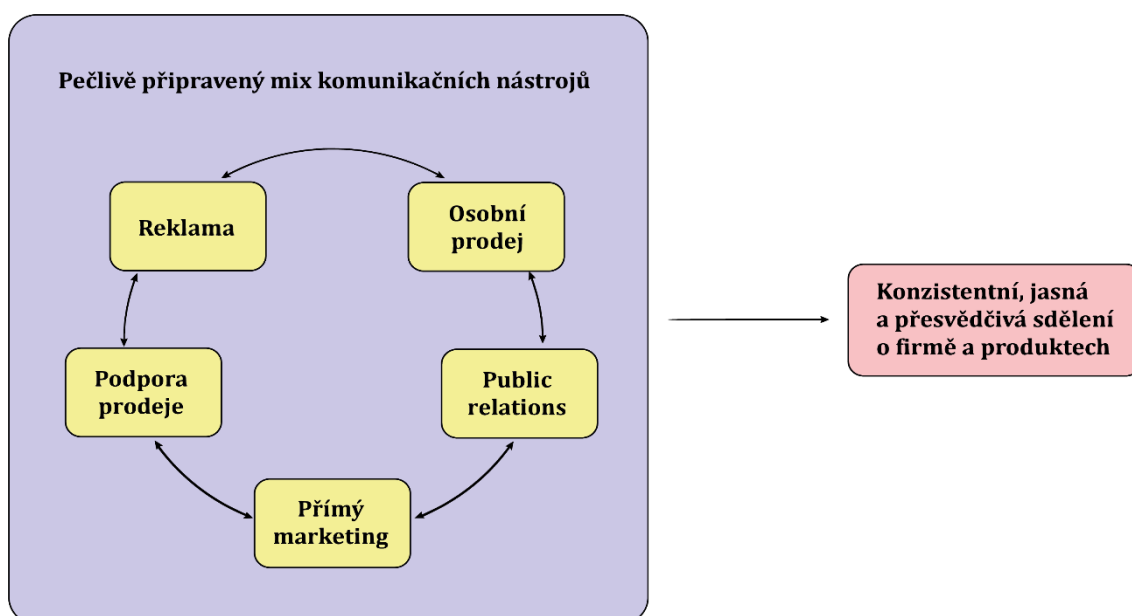 Pečlivě připravený mix komunikačních nástrojů
Reklama
Osobní
prodej
Podpora
prodeje
Public
relations
Přímý
marketing
Konzistentní, jasná
a přesvědčivá sdělení
o firmě a produktech